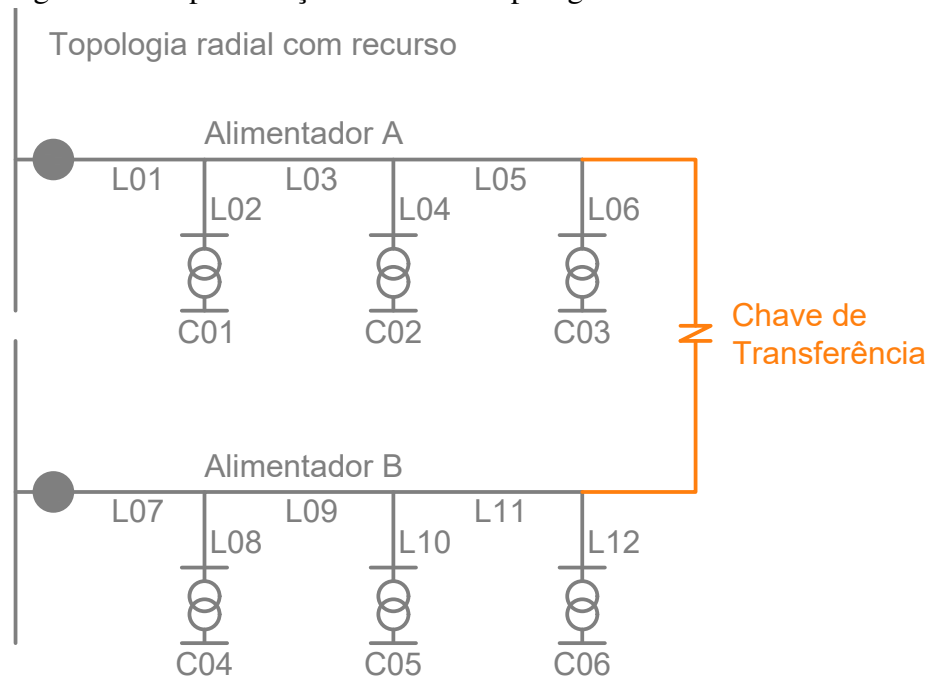 Topologia radial com recurso
Alimentador A
L01
L03
L05
L02
L04
L06
C01
C02
C03
Chave de
Transferência
Alimentador B
L07
L09
L11
L08
L10
L12
C04
C05
C06